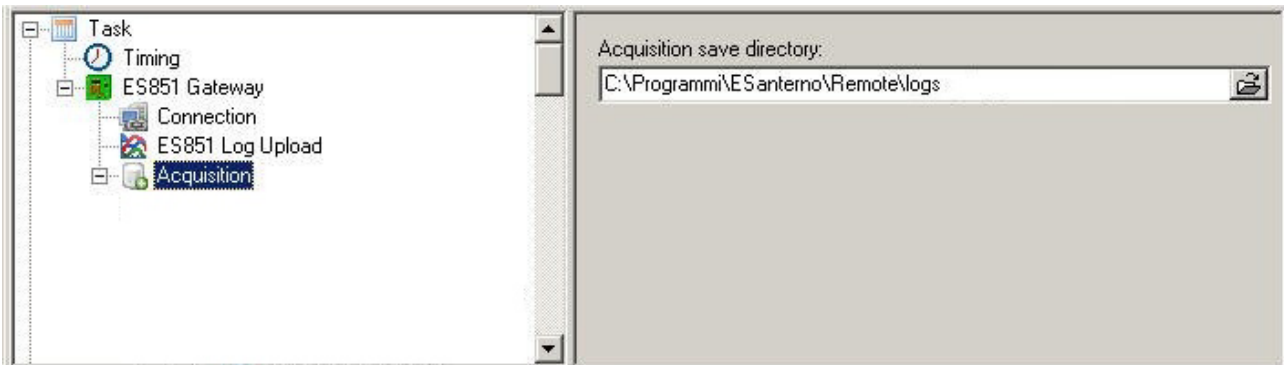 Task
Timing
ES851 Gateway
Connection
ES851 Log Upload
Acquisition
Acquisition save directory:
C:\Programmi\ESanterno\Remote\logs